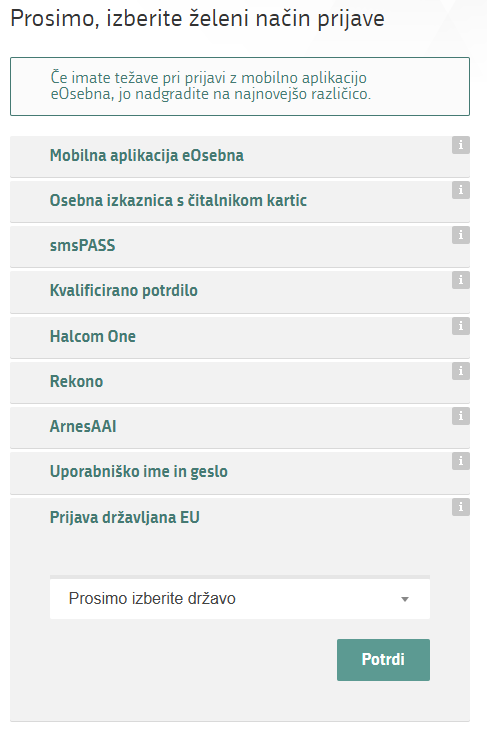 Prosimo, izberite želeni način prijave
Če imate težave pri prijavi z mobilno aplikacijo
eOsebna, jo nadgradite na najnovejšo različico.
Mobilna aplikacija eOsebna
i
Osebna izkaznica s čitalnikom kartic
i
smsPASS
i
Kvalificirano potrdilo
i
Halcom One
i
Rekono
i
ArnesAAI
i
Uporabniško ime in geslo
i
Prijava državljana EU
i
Prosimo izberite državo
Potrdi